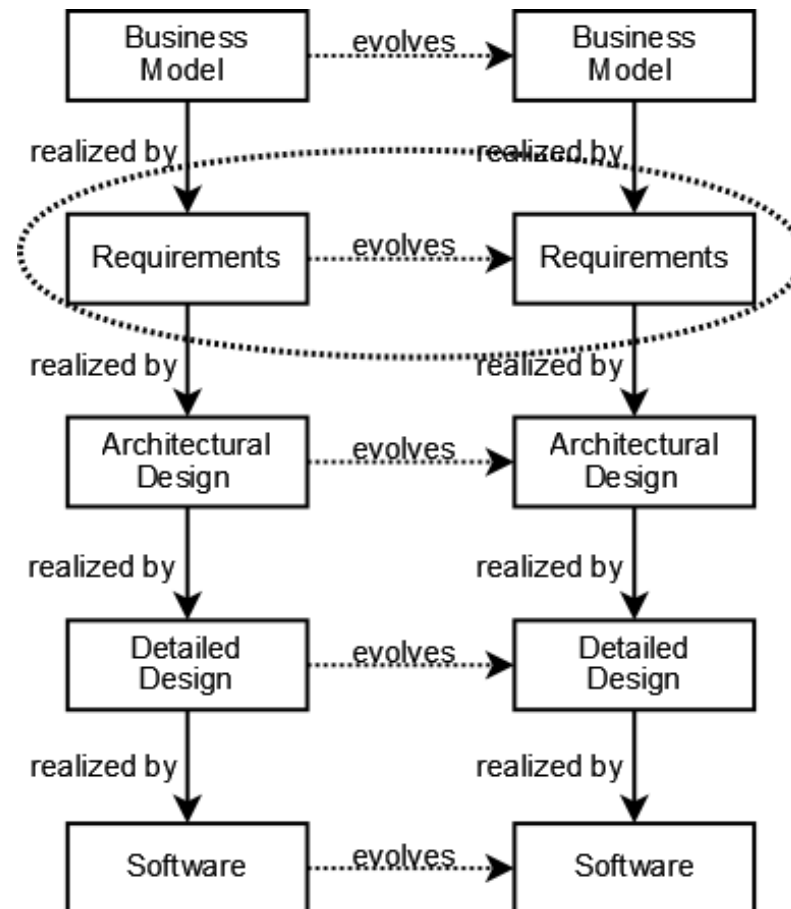 Business
Model
evolves
Business
Model
realized by
realized by
Requirements
evolves
Requirements
realized by
realized by
Architectural
Design
evolves
Architectural
Design
realized by
realized by
Detailed
Design
evolves
Detailed
Design
realized by
realized by
Software
evolves
Software